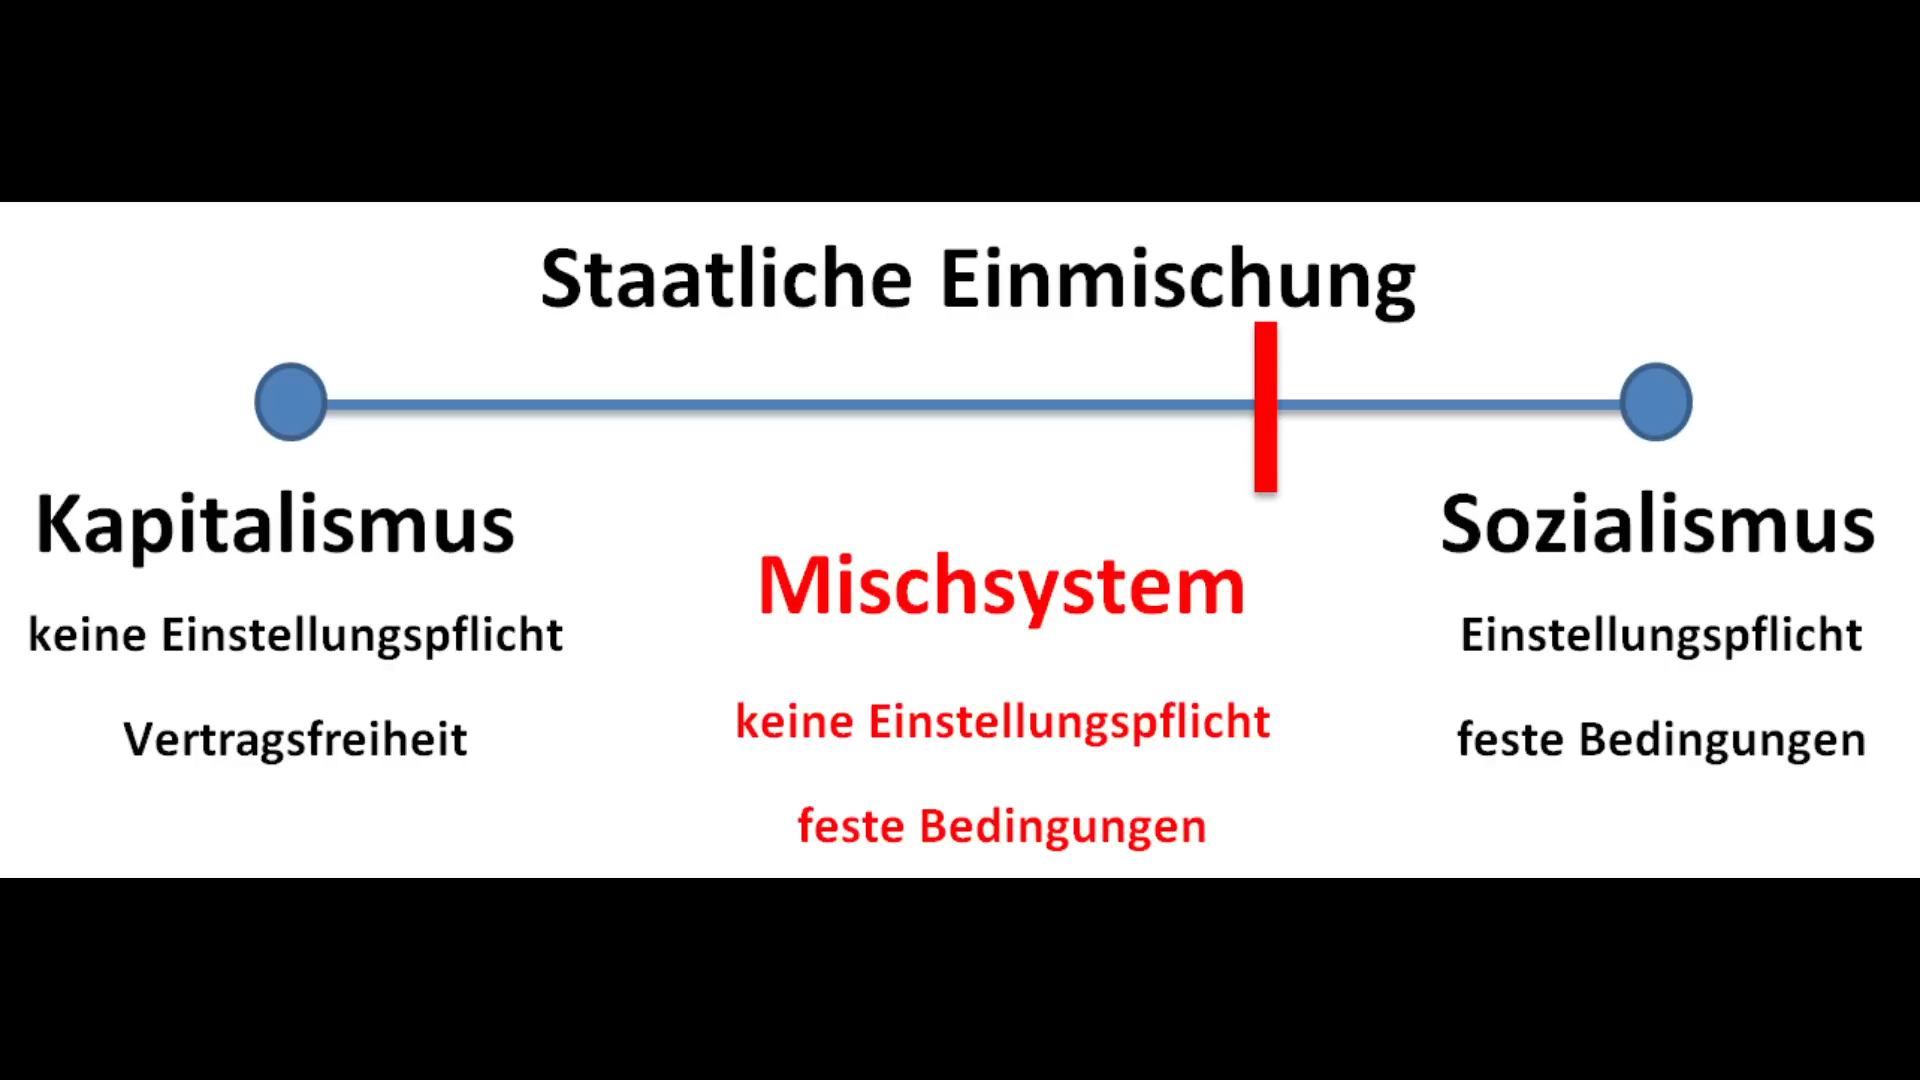 Staatliche Einmischung
Kapitalismus
keine Einstellungspflicht
Vertragsfreiheit
Mischsystem
keine Einstellungspflicht
feste Bedingungen
Sozialismus
Einstellungspflicht
feste Bedingungen